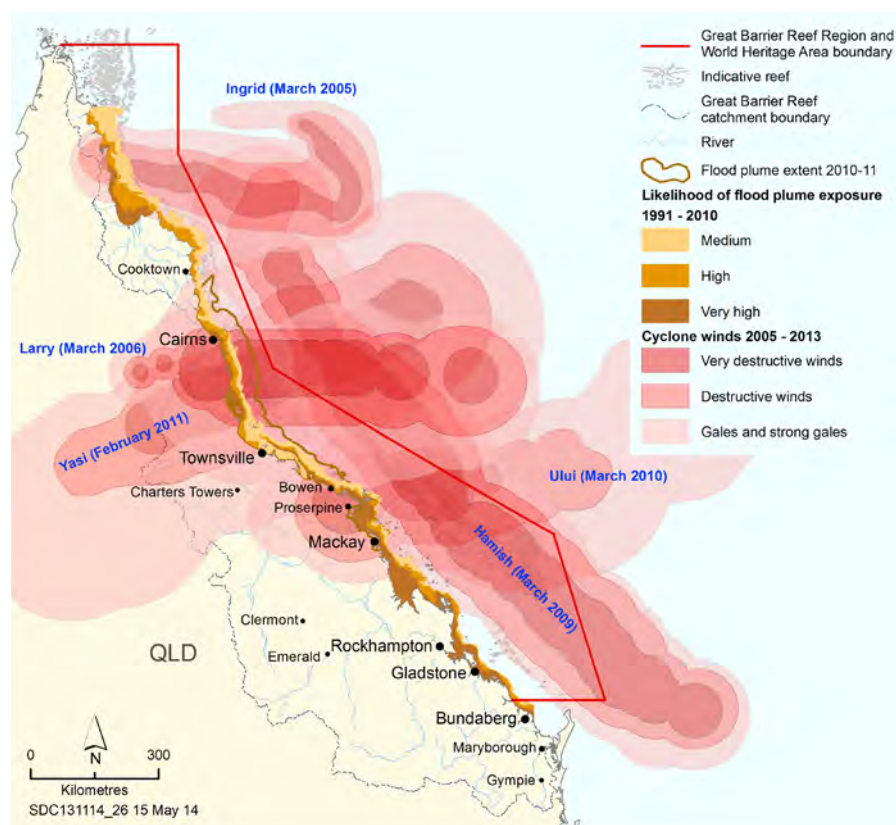 Great Barrier Reef Region and
World Heritage Area boundary
Indicative reef
Great Barrier Reef
catchment boundary
River
Flood plume extent 2010-11
Likelihood of flood plume exposure
1991 - 2010
Medium
High
Very high
Cyclone winds 2005 - 2013
Very destructive winds
Destructive winds
Gales and strong gales
Ingrid (March 2005)
Cooktown
Cairns
Larry (March 2006)
Yasi (February 2011)
Townsville
Charters Towers
Bowen
Proserpine
Mackay
Ului (March 2010)
Hamish (March 2009)
Clermont
Emerald
QLD
Rockhampton
Gladstone
Bundaberg
Maryborough
Gympie
N
0 300
Kilometres
SDC131114_26 15 May 14